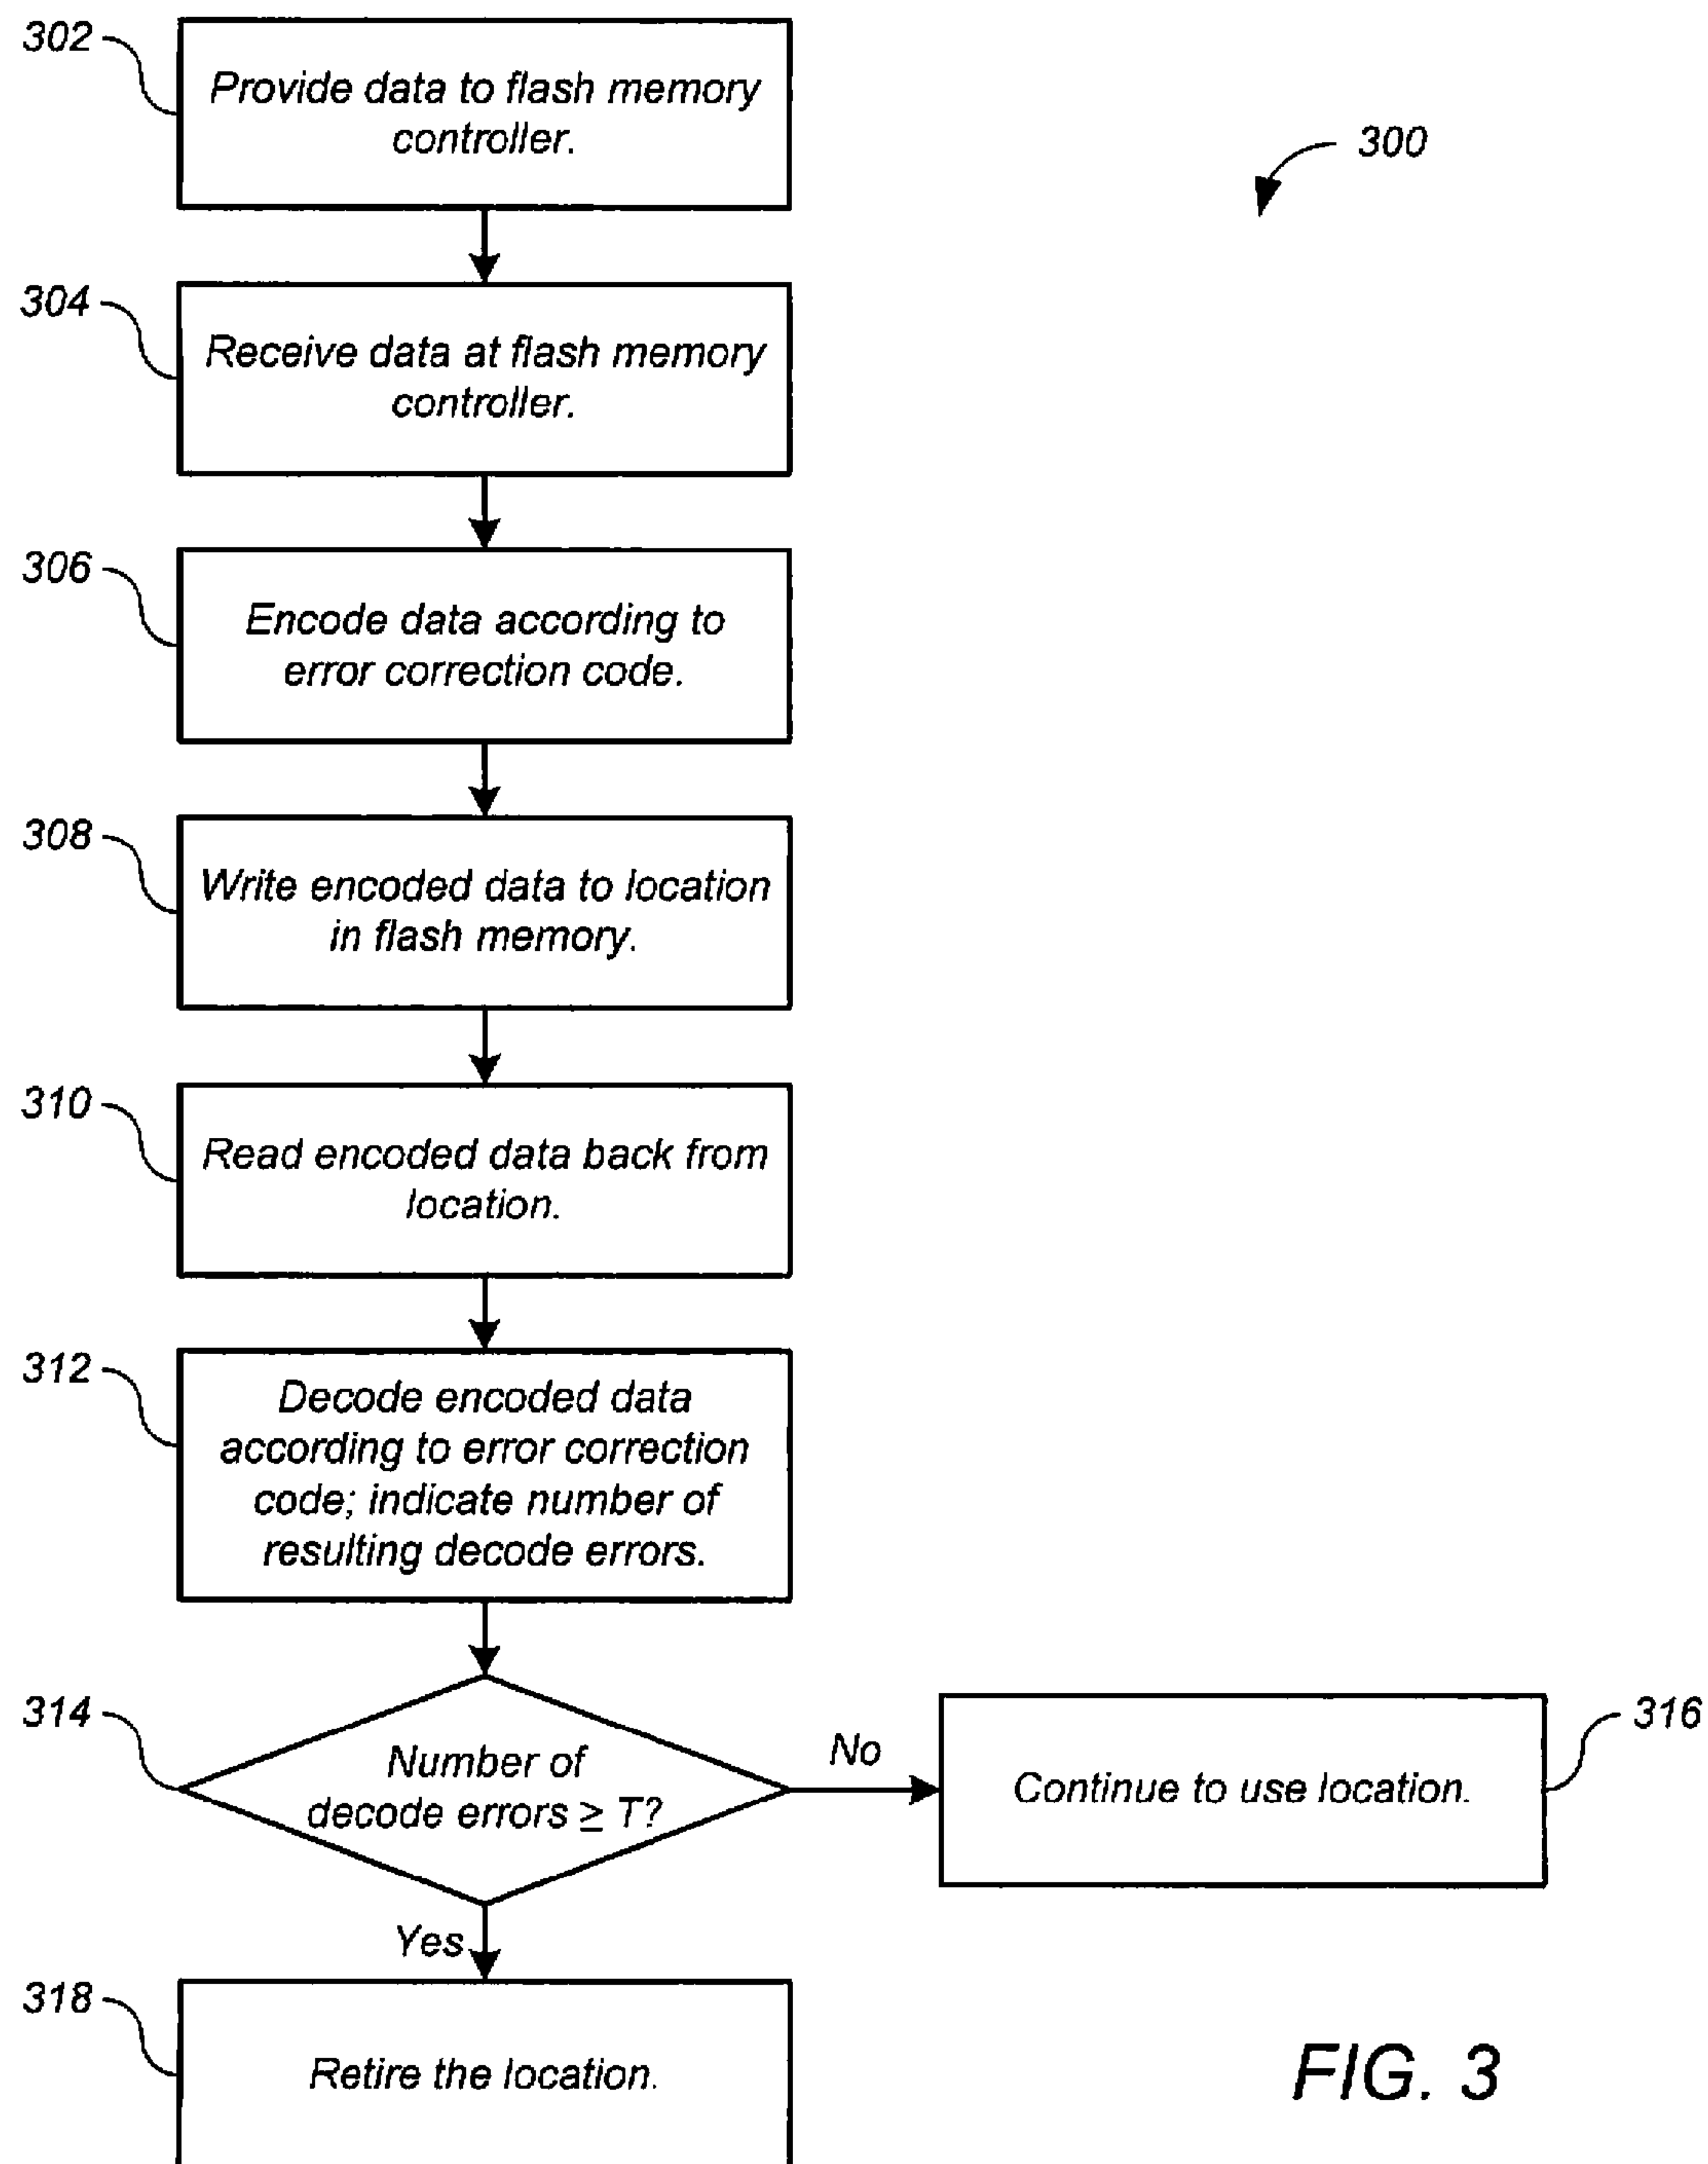 302
Provide data to flash memory
controller.
300
304
Receive data at flash memory
controller.
306
Encode data according to
error correction code.
308
Write encoded data to location
in flash memory.
310
Read encoded data back from
location.
312
Decode encoded data
according to error correction
code; indicate number of
resulting decode errors.
314
Number of
decode errors ≥ T?
No
316
Continue to use location.
Yes
318
Retire the location.
FIG. 3